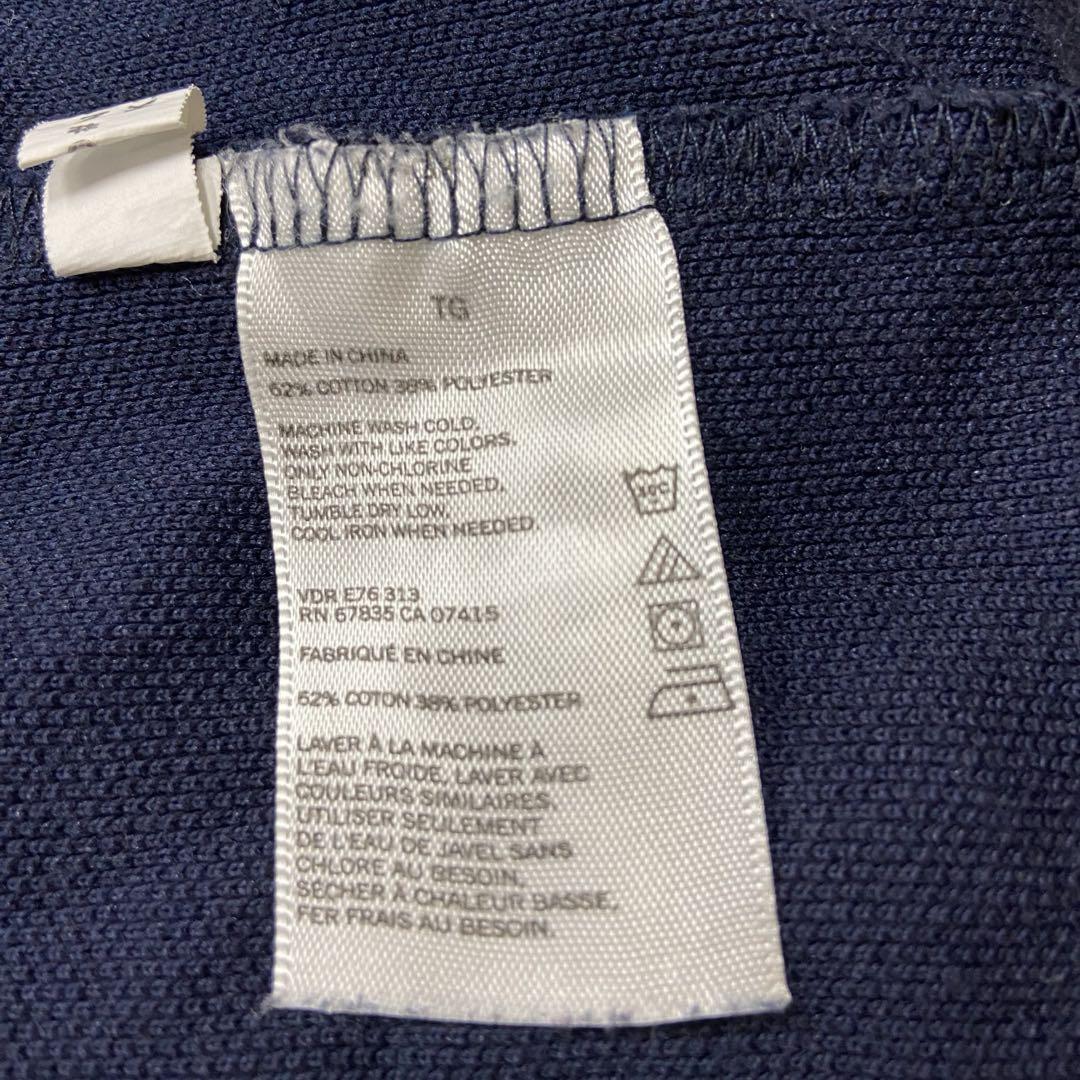 TG
MADE IN CHINA
62% COTTON 38% POLYESTER
MACHINE WASH COLD.
WASH WITH LIKE COLORS.
ONLY NON-CHLORINE
BLEACH WHEN NEEDED.
TUMBLE DRY LOW.
COOL IRON WHEN NEEDED
VDR E76 313
RN 67835 CA 07415
FABRIQUÉ EN CHINE
62% COTON 38% POLYESTER
LAVER À LA MACHINE À
L'EAU FROIDE. LAVER AVEC
COULEURS SIMILAIRES.
UTILISER SEULEMENT
DE L'EAU DE JAVEL SANS
CHLORE AU BESOIN.
SÉCHER À CHALEUR BASSE.
FER FRAIS AU BESOIN.